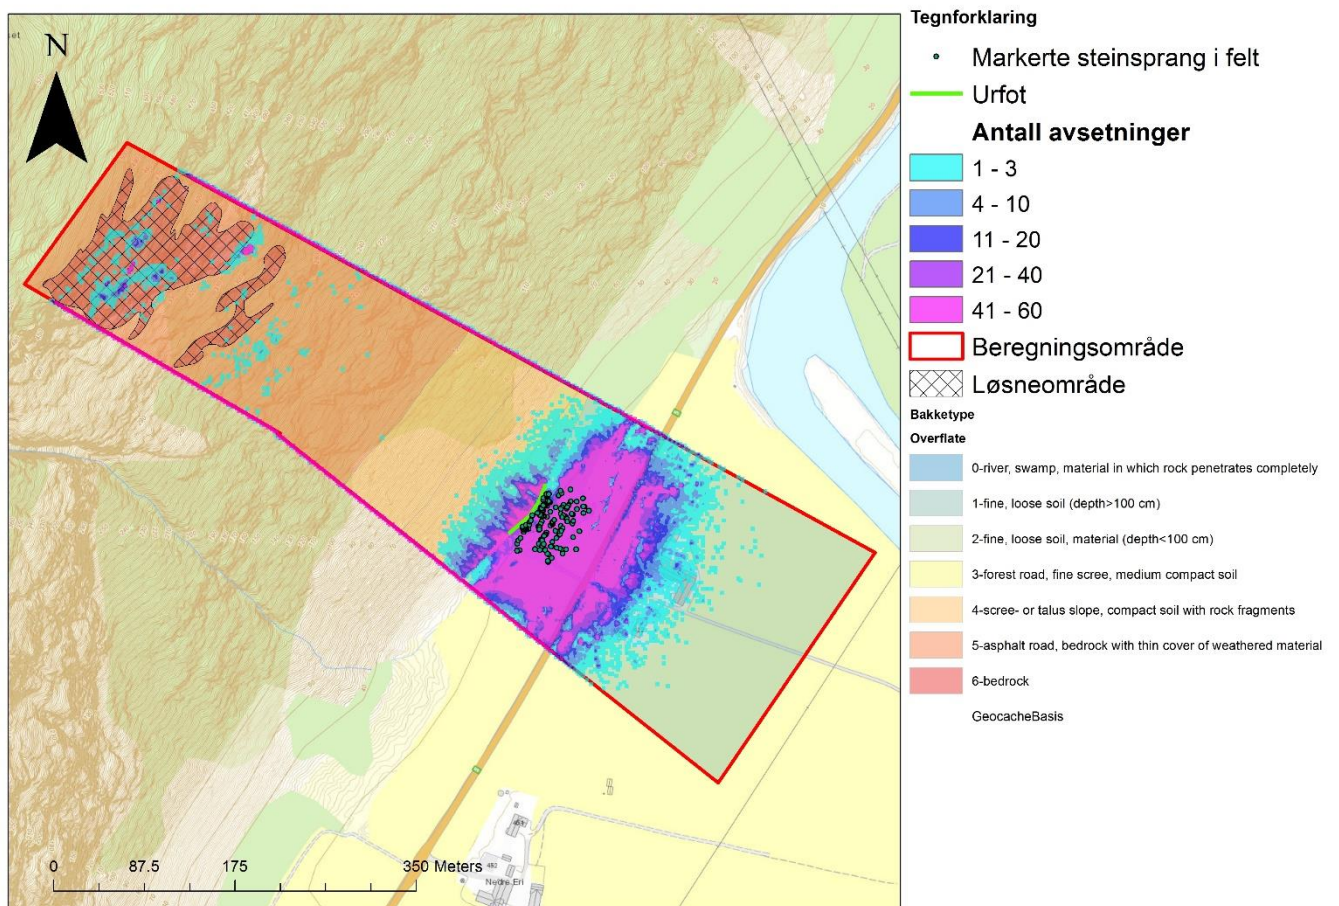 Tegnforklaring
Markerte steinsprang i felt
Urfot
Antall avsetninger
1 - 3
4 - 10
11 - 20
21 - 40
41 - 60
Beregningsområde
Løsneområde
Bakketype
Overflate
0-river, swamp, material in which rock penetrates completely
1-fine, loose soil (depth>100 cm)
2-fine, loose soil, material (depth<100 cm)
3-forest road, fine scree, medium compact soil
4-scree- or talus slope, compact soil with rock fragments
5-asphalt road, bedrock with thin cover of weathered material
6-bedrock
GeocacheBasis
N
0 87.5 175 350 Meters
Nedre Eri